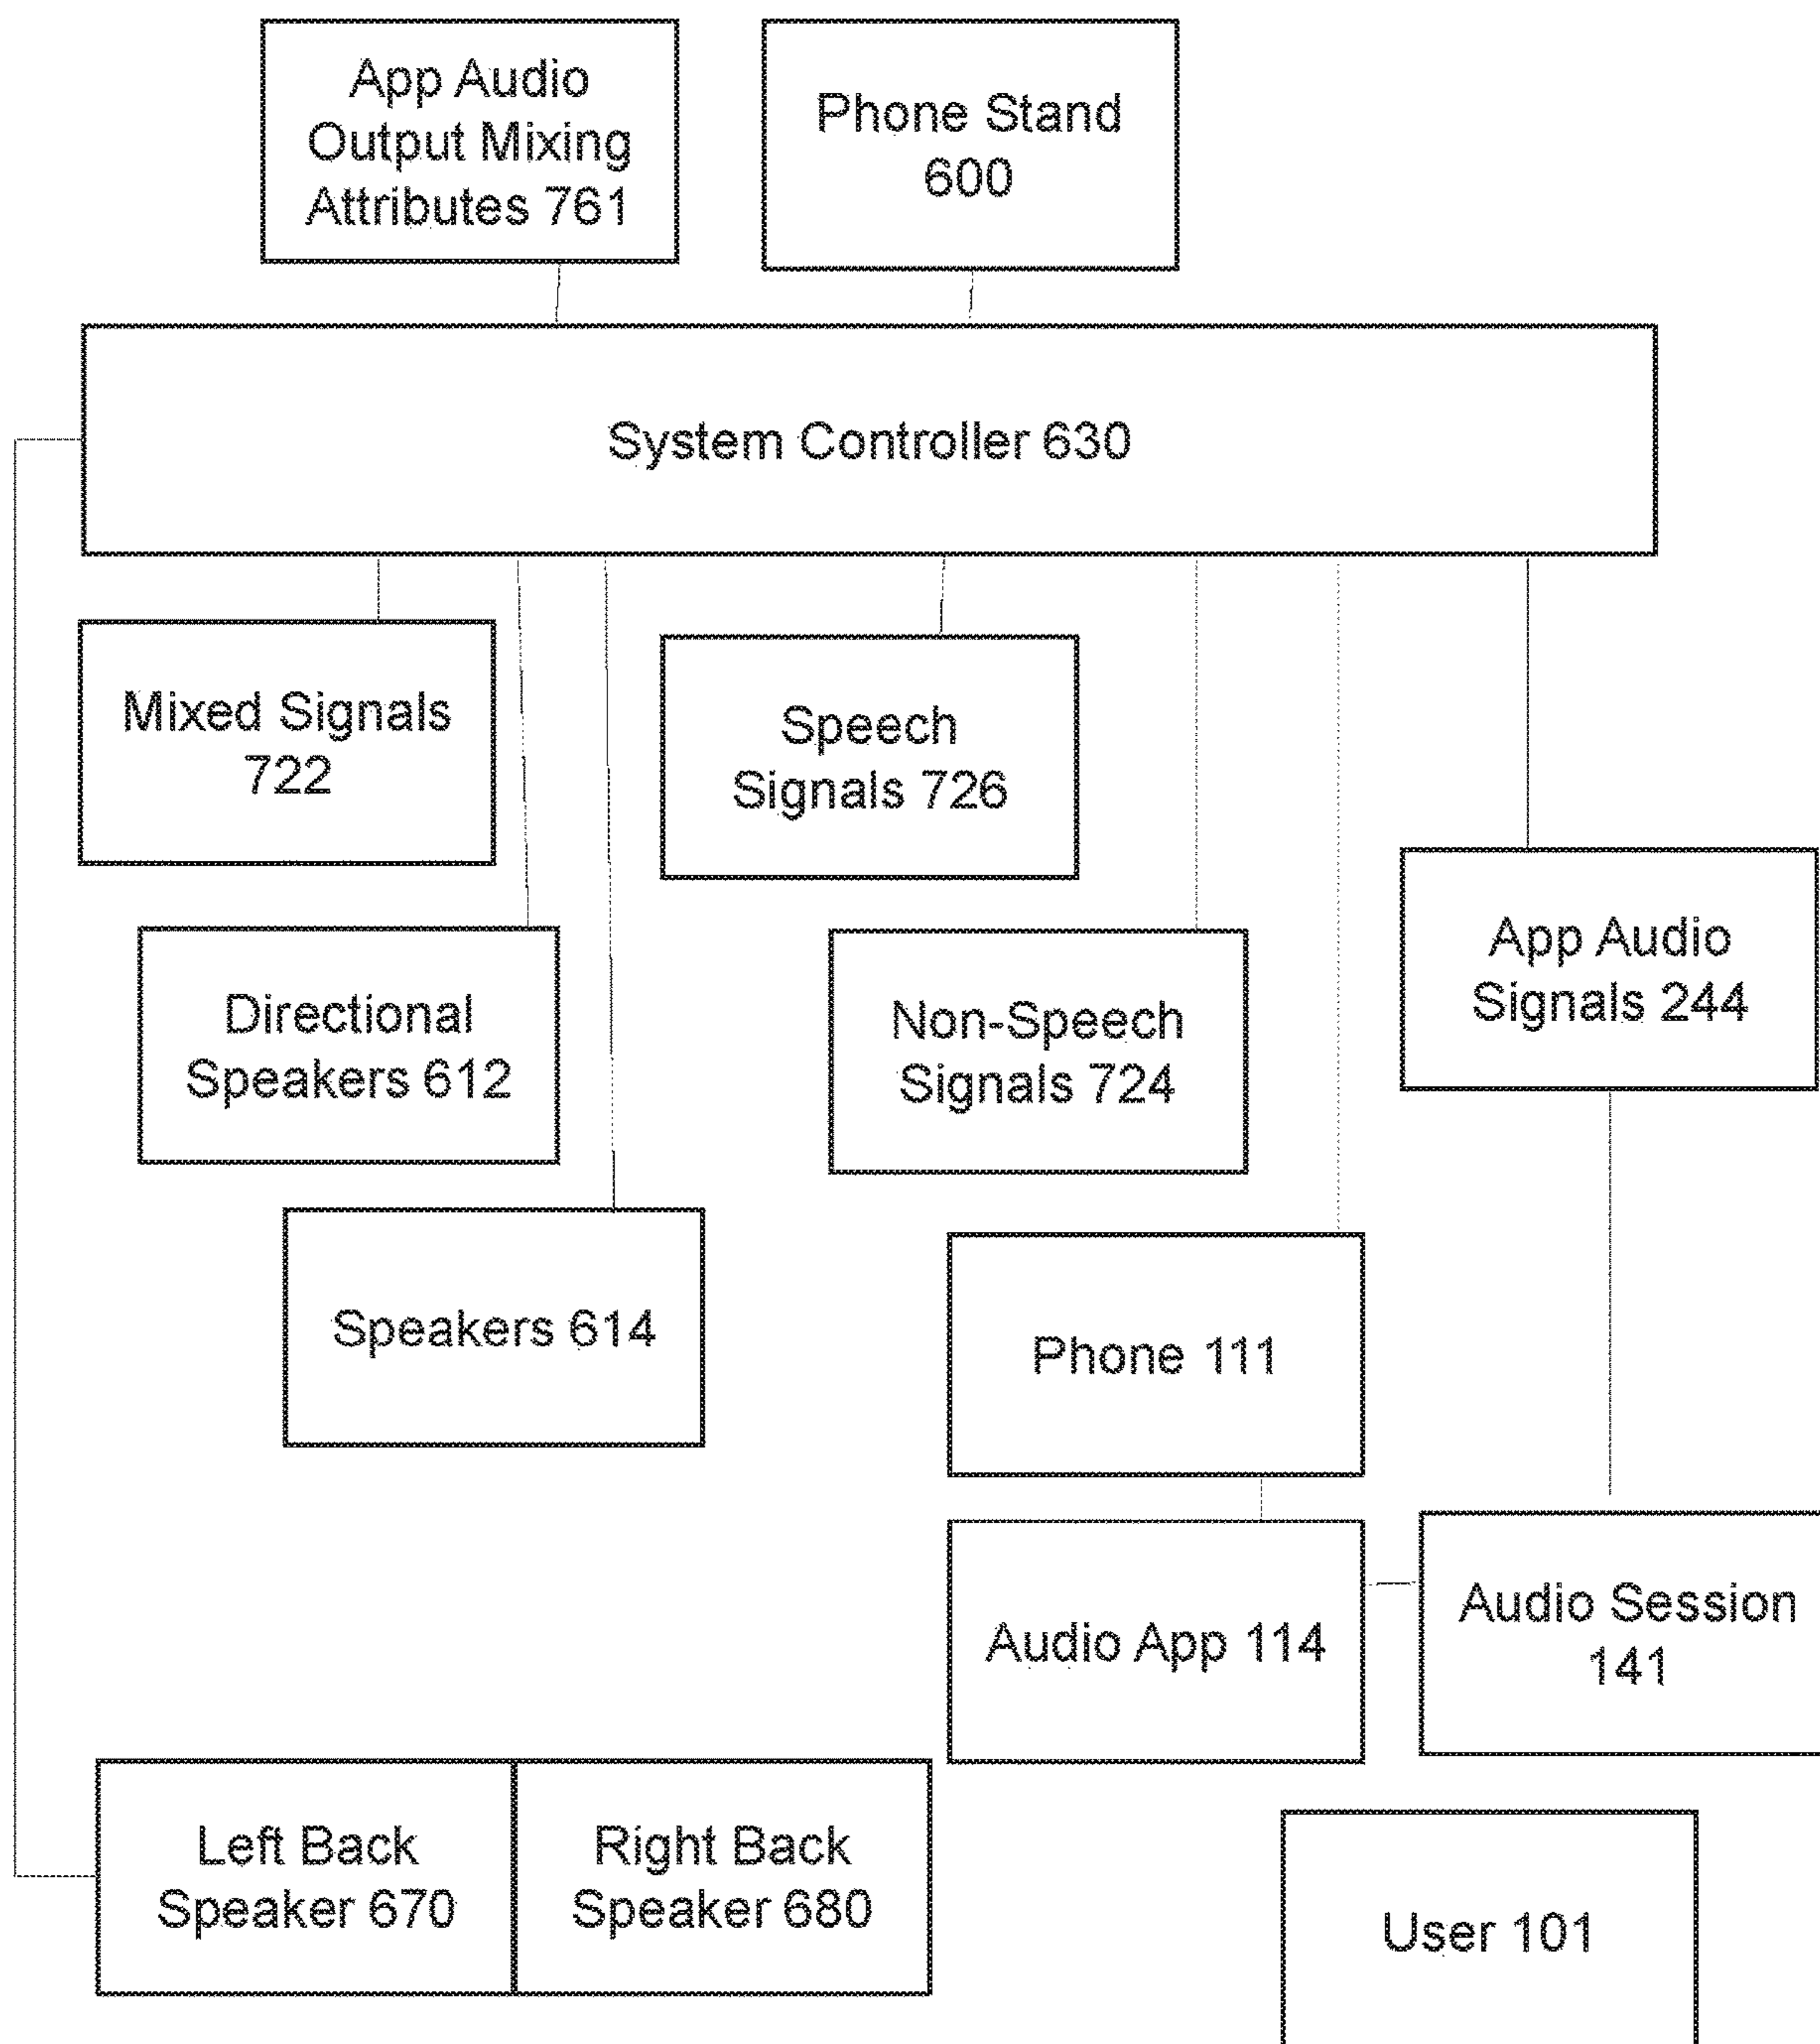 App Audio
Output Mixing
Attributes 761
Phone Stand
600
System Controller 630
Mixed Signals
722
Speech
Signals 726
App Audio
Signals 244
Directional
Speakers 612
Non-Speech
Signals 724
Speakers 614
Phone 111
Audio App 114
Audio Session
141
Left Back
Speaker 670
Right Back
Speaker 680
User 101